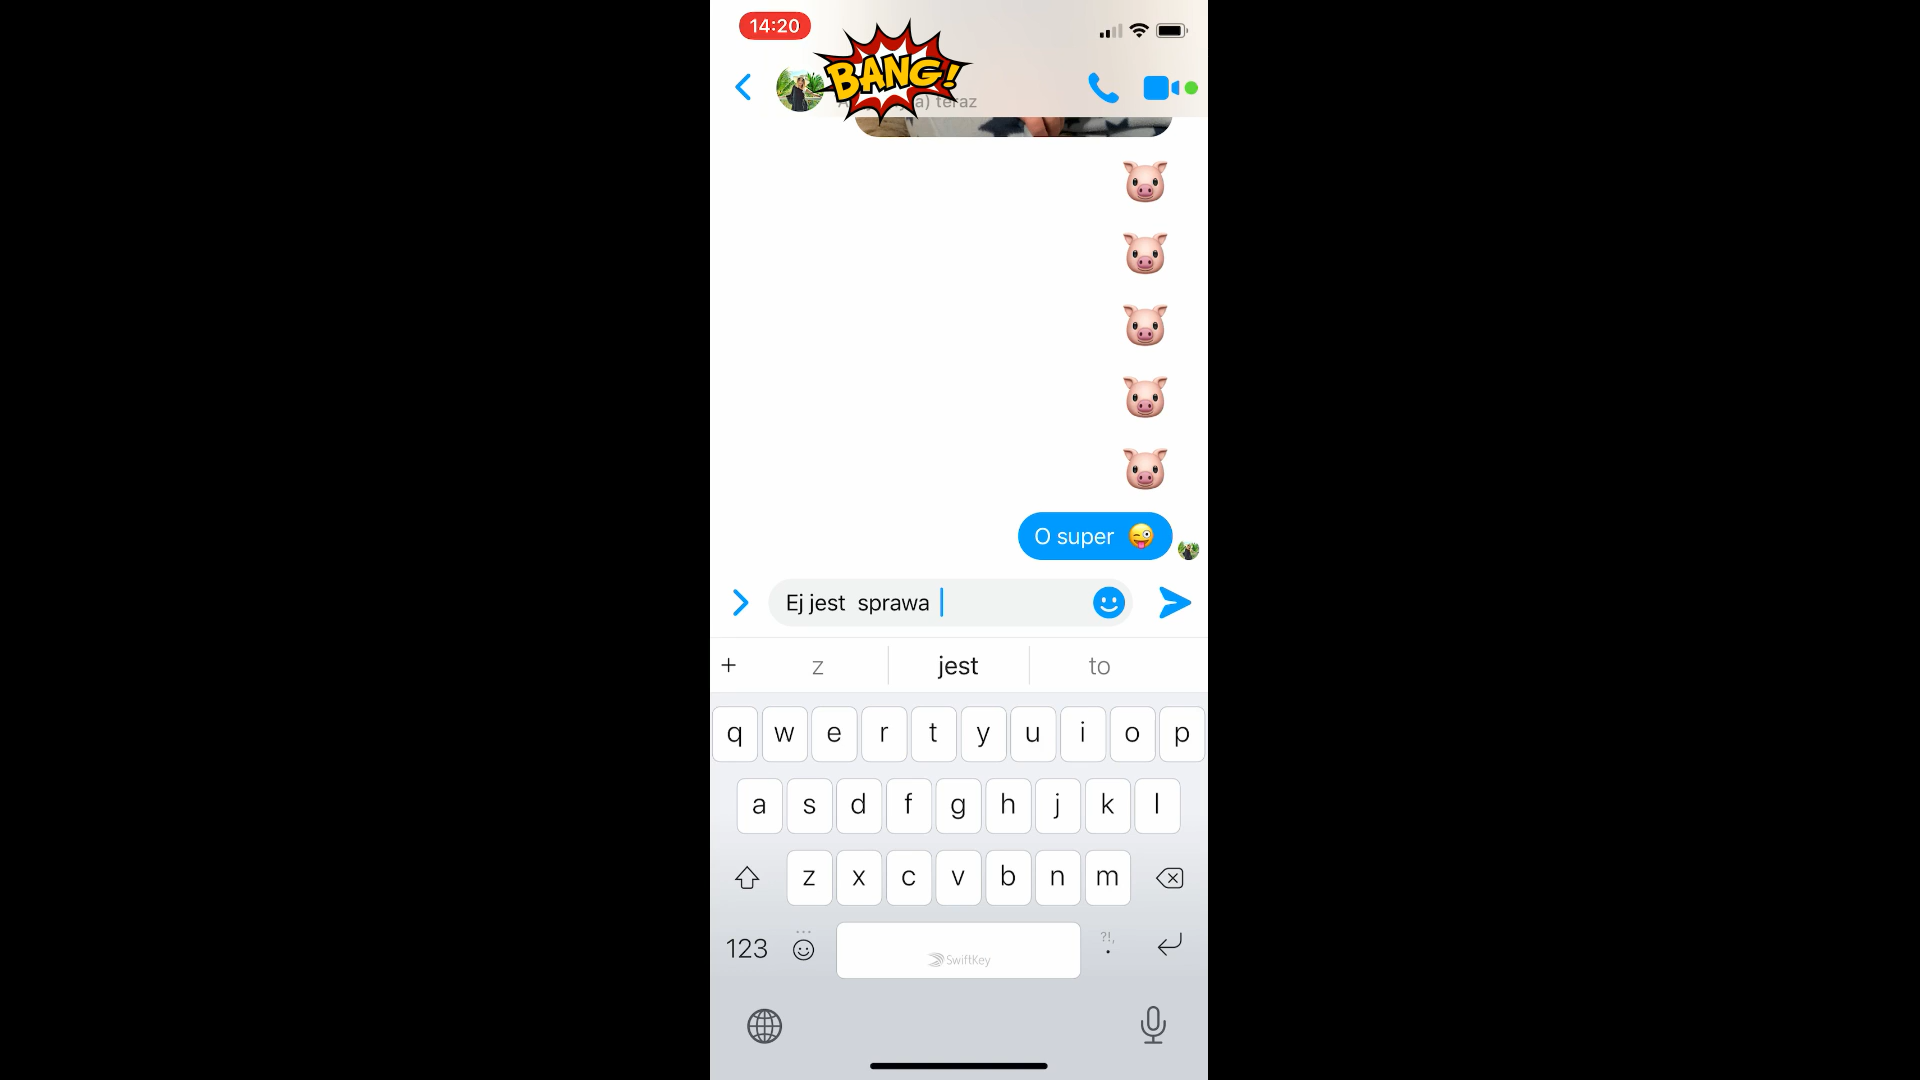 14:20
BANG!
teraz
O super 😜
Ej jest  sprawa
+ z jest to
q w e r t y u i o p
a s d f g h j k l
z x c v b n m
123 ?!, .
SwiftKey